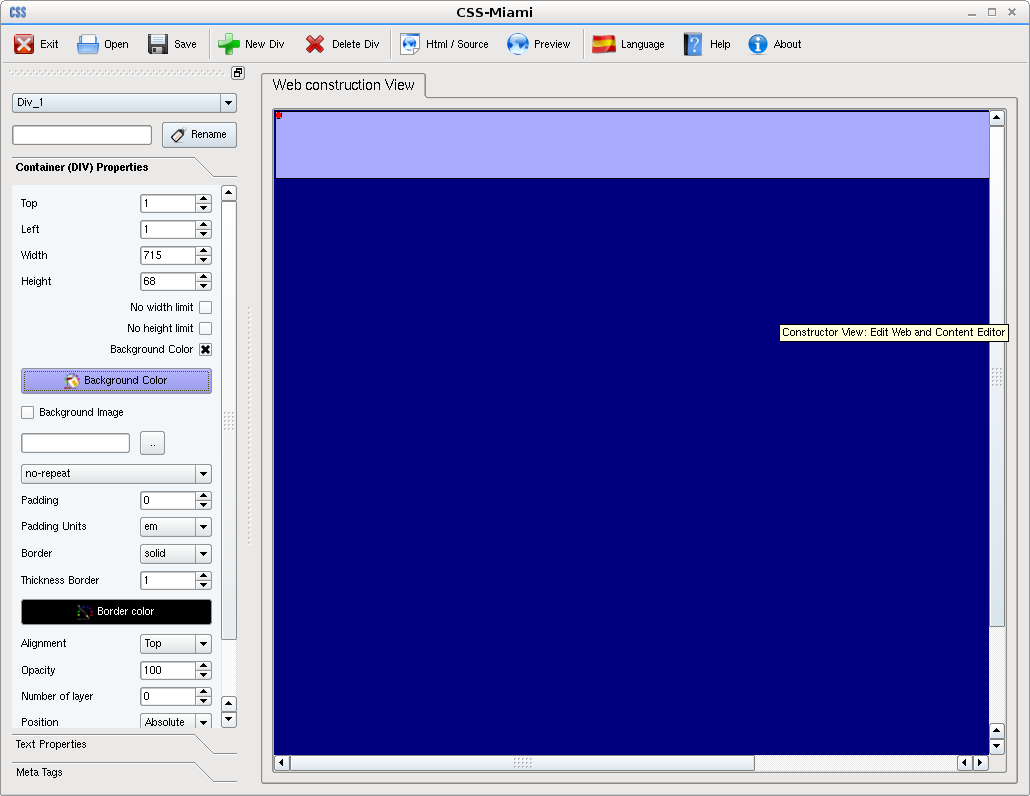 CSS CSS-Miami
Exit Open Save New Div Delete Div Html / Source Preview Language ? Help i About
Web construction View
Div_1
Rename
Container (DIV) Properties
Top 1
Left 1
Width 715
Height 68
No width limit
No height limit
Background Color
Background Color
Background Image
..
no-repeat
Padding 0
Padding Units em
Border solid
Thickness Border 1
Border color
Alignment Top
Opacity 100
Number of layer 0
Position Absolute
Text Properties
Meta Tags
Constructor View: Edit Web and Content Editor